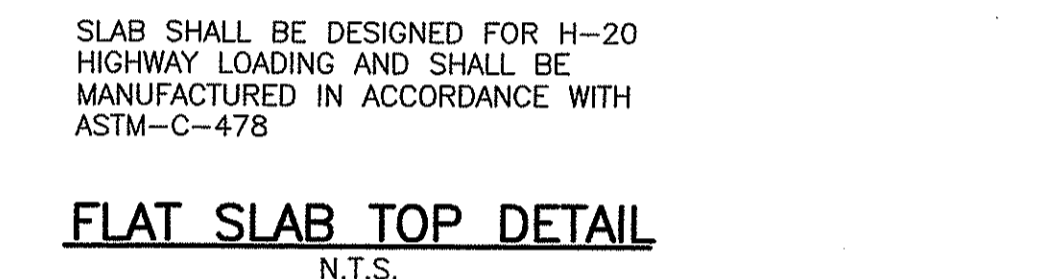 SLAB SHALL BE DESIGNED FOR H-20
HIGHWAY LOADING AND SHALL BE
MANUFACTURED IN ACCORDANCE WITH
ASTM-C-478
FLAT SLAB TOP DETAIL
N.T.S.